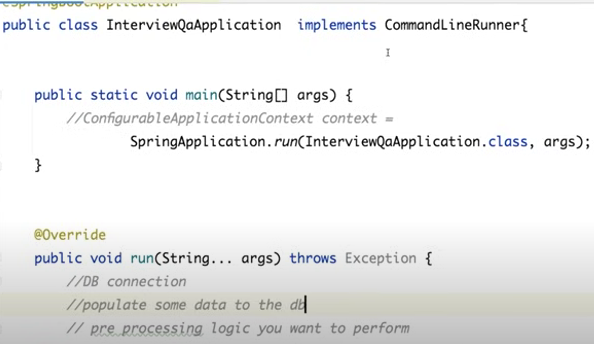 @SpringBootApplication
public class InterviewQaApplication implements CommandLineRunner{
public static void main(String[] args) {
//ConfigurableApplicationContext context =
SpringApplication.run(InterviewQaApplication.class, args);
}
@Override
public void run(String... args) throws Exception {
//DB connection
//populate some data to the db
// pre processing logic you want to perform